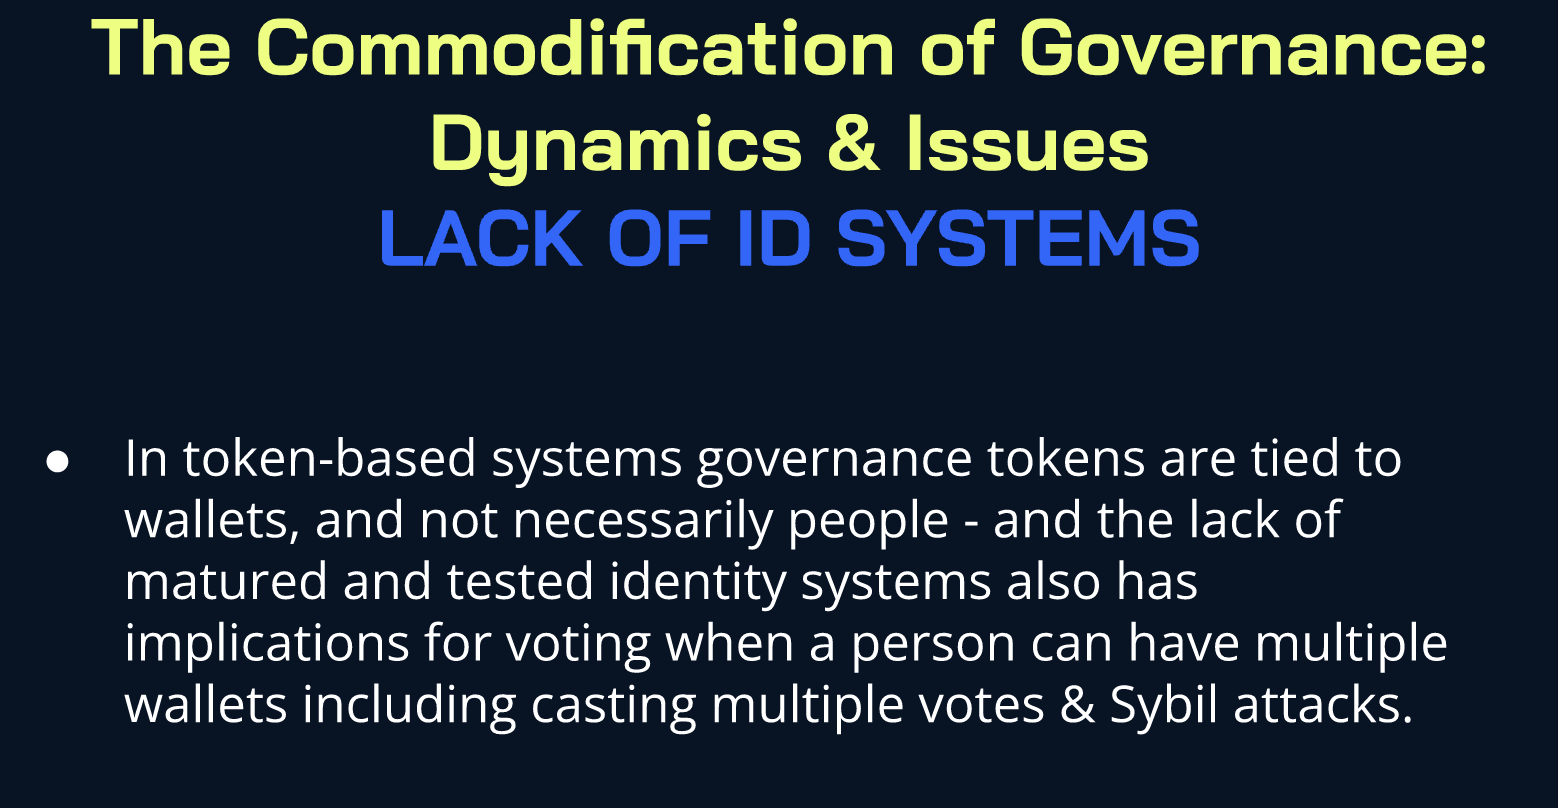 The Commodification of Governance:
Dynamics & Issues
LACK OF ID SYSTEMS
● In token-based systems governance tokens are tied to
wallets, and not necessarily people - and the lack of
matured and tested identity systems also has
implications for voting when a person can have multiple
wallets including casting multiple votes & Sybil attacks.